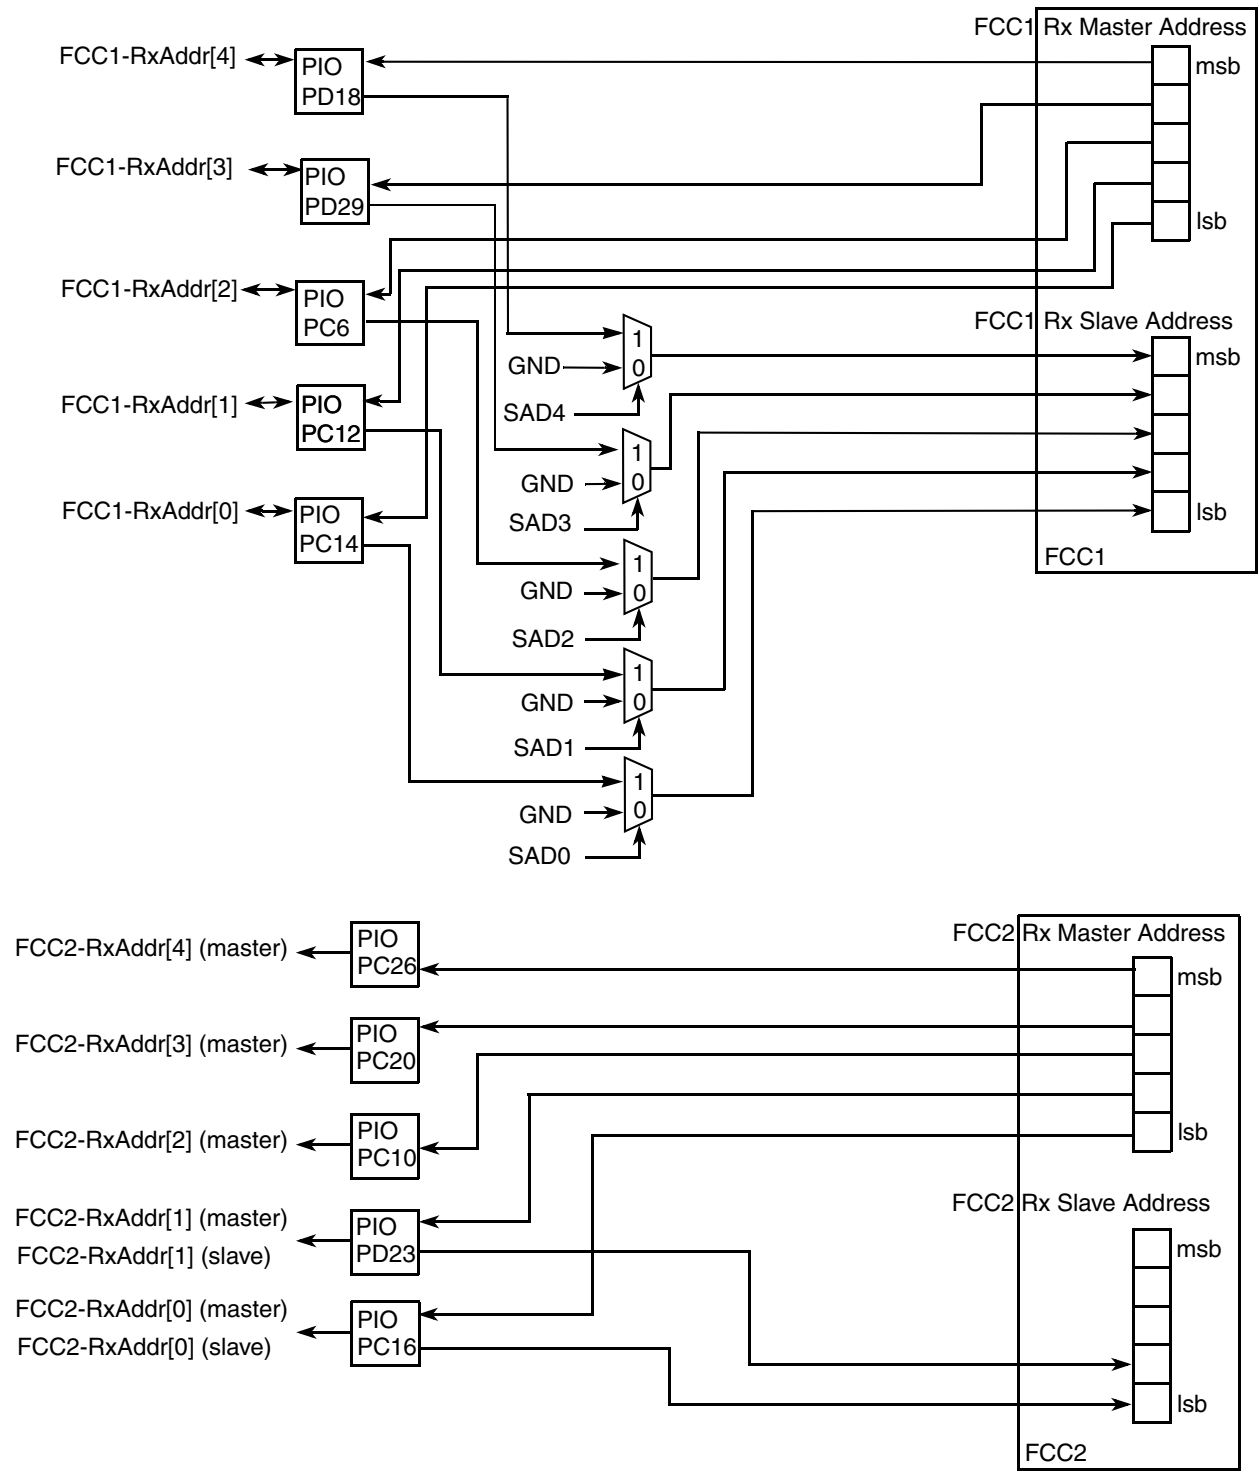 FCC1 Rx Master Address
FCC1-RxAddr[4]
PIO
PD18
msb
FCC1-RxAddr[3]
PIO
PD29
lsb
FCC1-RxAddr[2]
PIO
PC6
FCC1 Rx Slave Address
1
0
GND
msb
SAD4
FCC1-RxAddr[1]
PIO
PC12
1
0
GND
SAD3
FCC1-RxAddr[0]
PIO
PC14
lsb
FCC1
1
0
GND
SAD2
1
0
GND
SAD1
1
0
GND
SAD0
FCC2 Rx Master Address
FCC2-RxAddr[4] (master)
PIO
PC26
msb
FCC2-RxAddr[3] (master)
PIO
PC20
FCC2-RxAddr[2] (master)
PIO
PC10
lsb
FCC2 Rx Slave Address
FCC2-RxAddr[1] (master)
FCC2-RxAddr[1] (slave)
PIO
PD23
msb
FCC2-RxAddr[0] (master)
FCC2-RxAddr[0] (slave)
PIO
PC16
lsb
FCC2